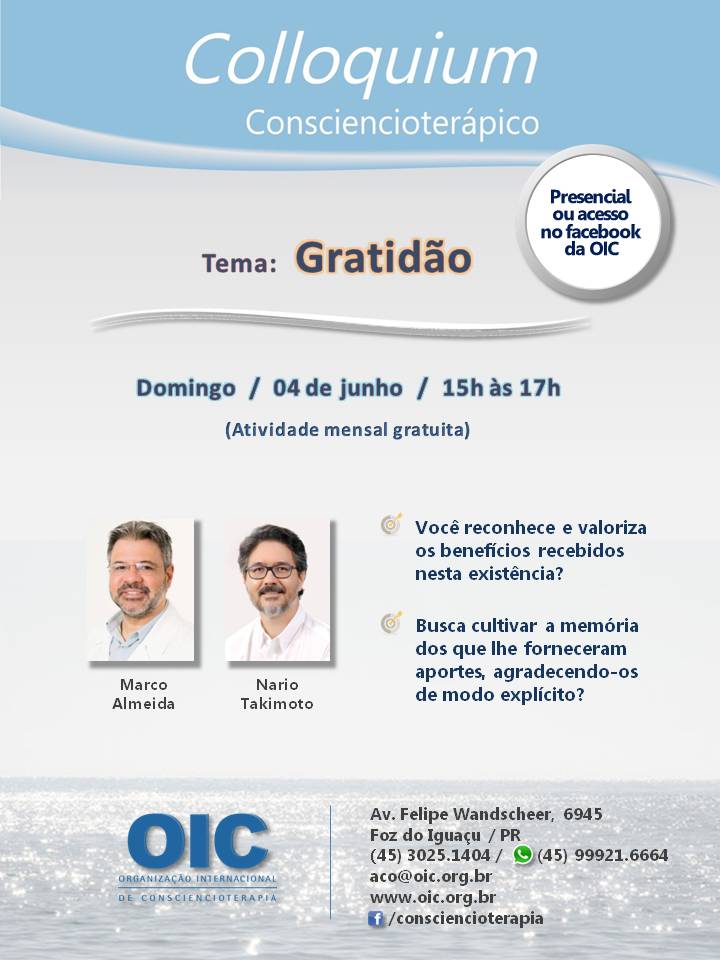 Colloquium
Consciencioterápico
Presencial
ou acesso
no facebook
da OIC
Tema: Gratidão
Domingo / 04 de junho / 15h às 17h
(Atividade mensal gratuita)
Você reconhece e valoriza
os benefícios recebidos
nesta existência?
Busca cultivar a memória
dos que lhe forneceram
aportes, agradecendo-os
de modo explícito?
Marco
Almeida
Nario
Takimoto
OIC
ORGANIZAÇÃO INTERNACIONAL
DE CONSCIENCIOTERAPIA
Av. Felipe Wandscheer, 6945
Foz do Iguaçu / PR
(45) 3025.1404 / (45) 99921.6664
aco@oic.org.br
www.oic.org.br
/consciencioterapia